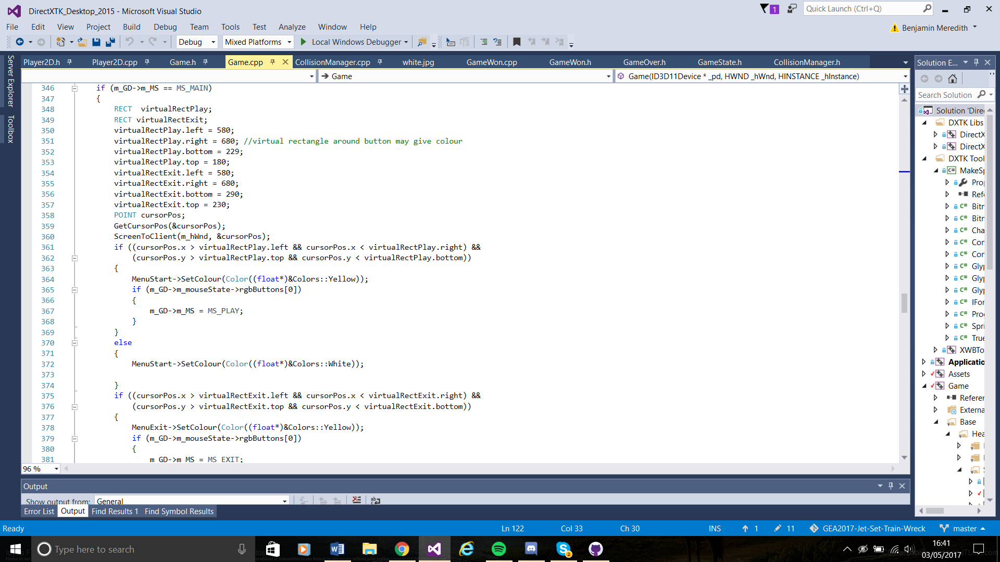 DirectXTK_Desktop_2015 - Microsoft Visual Studio
1
Quick Launch (Ctrl+Q)
File Edit View Project Build Debug Team Tools Test Analyze Window Help
Benjamin Meredith
Debug Mixed Platforms Local Windows Debugger
Server Explorer
Toolbox
Player2D.h Player2D.cpp Game.h Game.cpp CollisionManager.cpp white.jpg GameWon.cpp GameWon.h GameOver.h GameState.h CollisionManager.h
Game Game(ID3D11Device * _pd, HWND _hWnd, HINSTANCE _hInstance)
346 if (m_GD->m_MS == MS_MAIN)
347 {
348 RECT  virtualRectPlay;
349 RECT virtualRectExit;
350 virtualRectPlay.left = 580;
351 virtualRectPlay.right = 680; //virtual rectangle around button may give colour
352 virtualRectPlay.bottom = 229;
353 virtualRectPlay.top = 180;
354 virtualRectExit.left = 580;
355 virtualRectExit.right = 680;
356 virtualRectExit.bottom = 290;
357 virtualRectExit.top = 230;
358 POINT cursorPos;
359 GetCursorPos(&cursorPos);
360 ScreenToClient(m_hWnd, &cursorPos);
361 if ((cursorPos.x > virtualRectPlay.left && cursorPos.x < virtualRectPlay.right) &&
362 (cursorPos.y > virtualRectPlay.top && cursorPos.y < virtualRectPlay.bottom))
363 {
364 MenuStart->SetColour(Color((float*)&Colors::Yellow));
365 if (m_GD->m_mouseState->rgbButtons[0])
366 {
367 m_GD->m_MS = MS_PLAY;
368 }
369 }
370 else
371 {
372 MenuStart->SetColour(Color((float*)&Colors::White));
373
374 }
375 if ((cursorPos.x > virtualRectExit.left && cursorPos.x < virtualRectExit.right) &&
376 (cursorPos.y > virtualRectExit.top && cursorPos.y < virtualRectExit.bottom))
377 {
378 MenuExit->SetColour(Color((float*)&Colors::Yellow));
379 if (m_GD->m_mouseState->rgbButtons[0])
380 {
381 m_GD->m_MS = MS_EXIT;
96 %
Solution E...
Search Solution
Solution 'Dire
DXTK Libs
DirectX
DirectX
DXTK Tool
C# MakeSp
Prop
Refe
C# Bitn
C# Bitn
C# Cha
C# Con
C# Con
C# Gly
C# Gly
C# Gly
C# IFor
C# Prog
C# Spri
C# True
XWBTo
Applicatio
Assets
Game
Referen
Externa
Base
Hea
Output
Show output from: General
Error List Output Find Results 1 Find Symbol Results
Ready Ln 122 Col 33 Ch 30 INS 1 11 GEA2017-Jet-Set-Train-Wreck master
Type here to search
2
16:41
03/05/2017